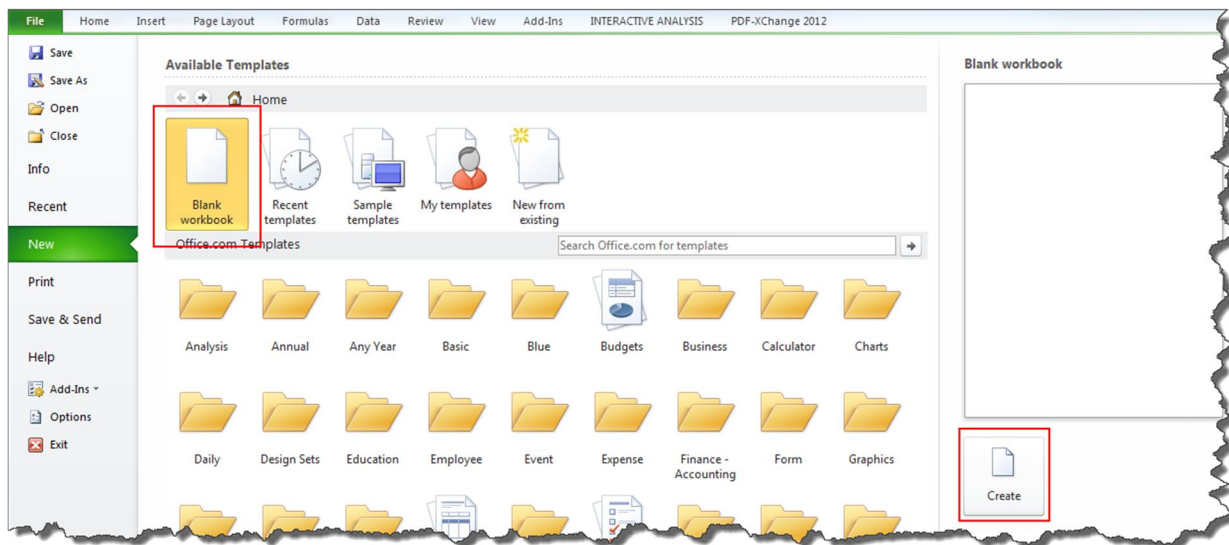 File Home Insert Page Layout Formulas Data Review View Add-Ins INTERACTIVE ANALYSIS PDF-XChange 2012
Save
Save As
Open
Close
Info
Recent
New
Print
Save & Send
Help
Add-Ins
Options
Exit
Available Templates
Home
Blank
workbook
Recent
templates
Sample
templates
My templates
New from
existing
Office.com Templates
Search Office.com for templates
Analysis Annual Any Year Basic Blue Budgets Business Calculator Charts
Daily Design Sets Education Employee Event Expense Finance -
Accounting Form Graphics
Blank workbook
Create